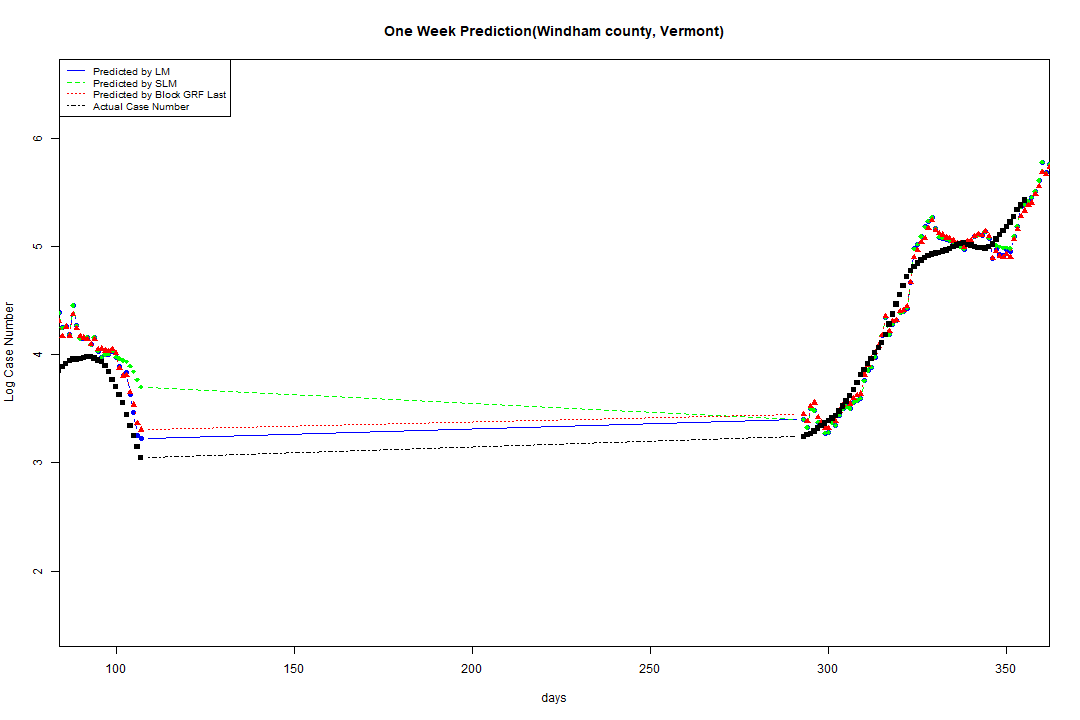 One Week Prediction(Windham county, Vermont)
Predicted by LM
Predicted by SLM
Predicted by Block GRF Last
Actual Case Number
6
5
4
3
2
Log Case Number
100 150 200 250 300 350
days